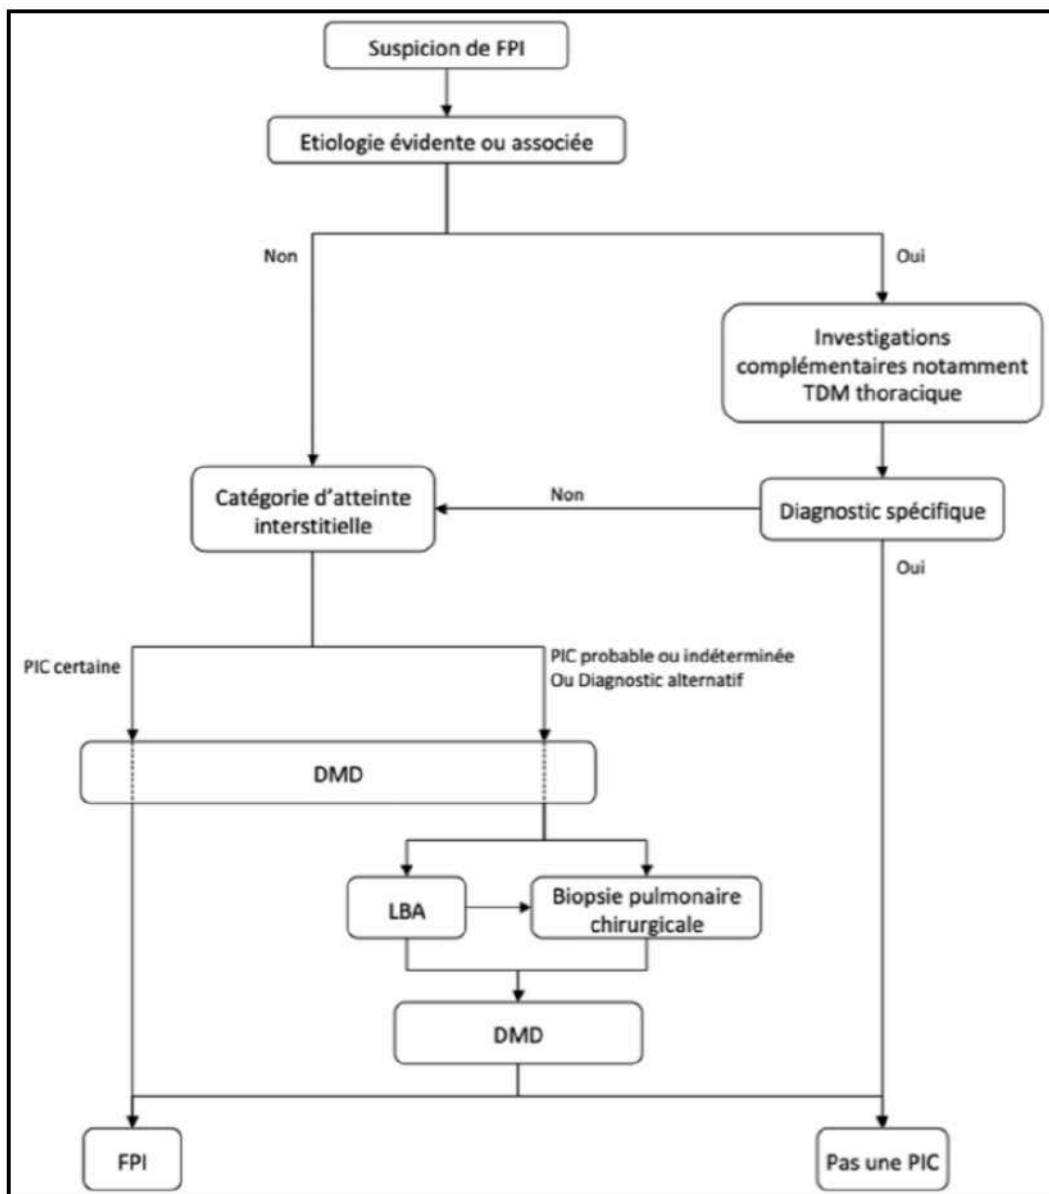 Suspicion de FPI
Etiologie évidente ou associée
Non
Oui
Investigations
complémentaires notamment
TDM thoracique
Catégorie d'atteinte
interstitielle
Non
Diagnostic spécifique
Oui
PIC certaine
PIC probable ou indéterminée
Ou Diagnostic alternatif
DMD
LBA
Biopsie pulmonaire
chirurgicale
DMD
FPI
Pas une PIC